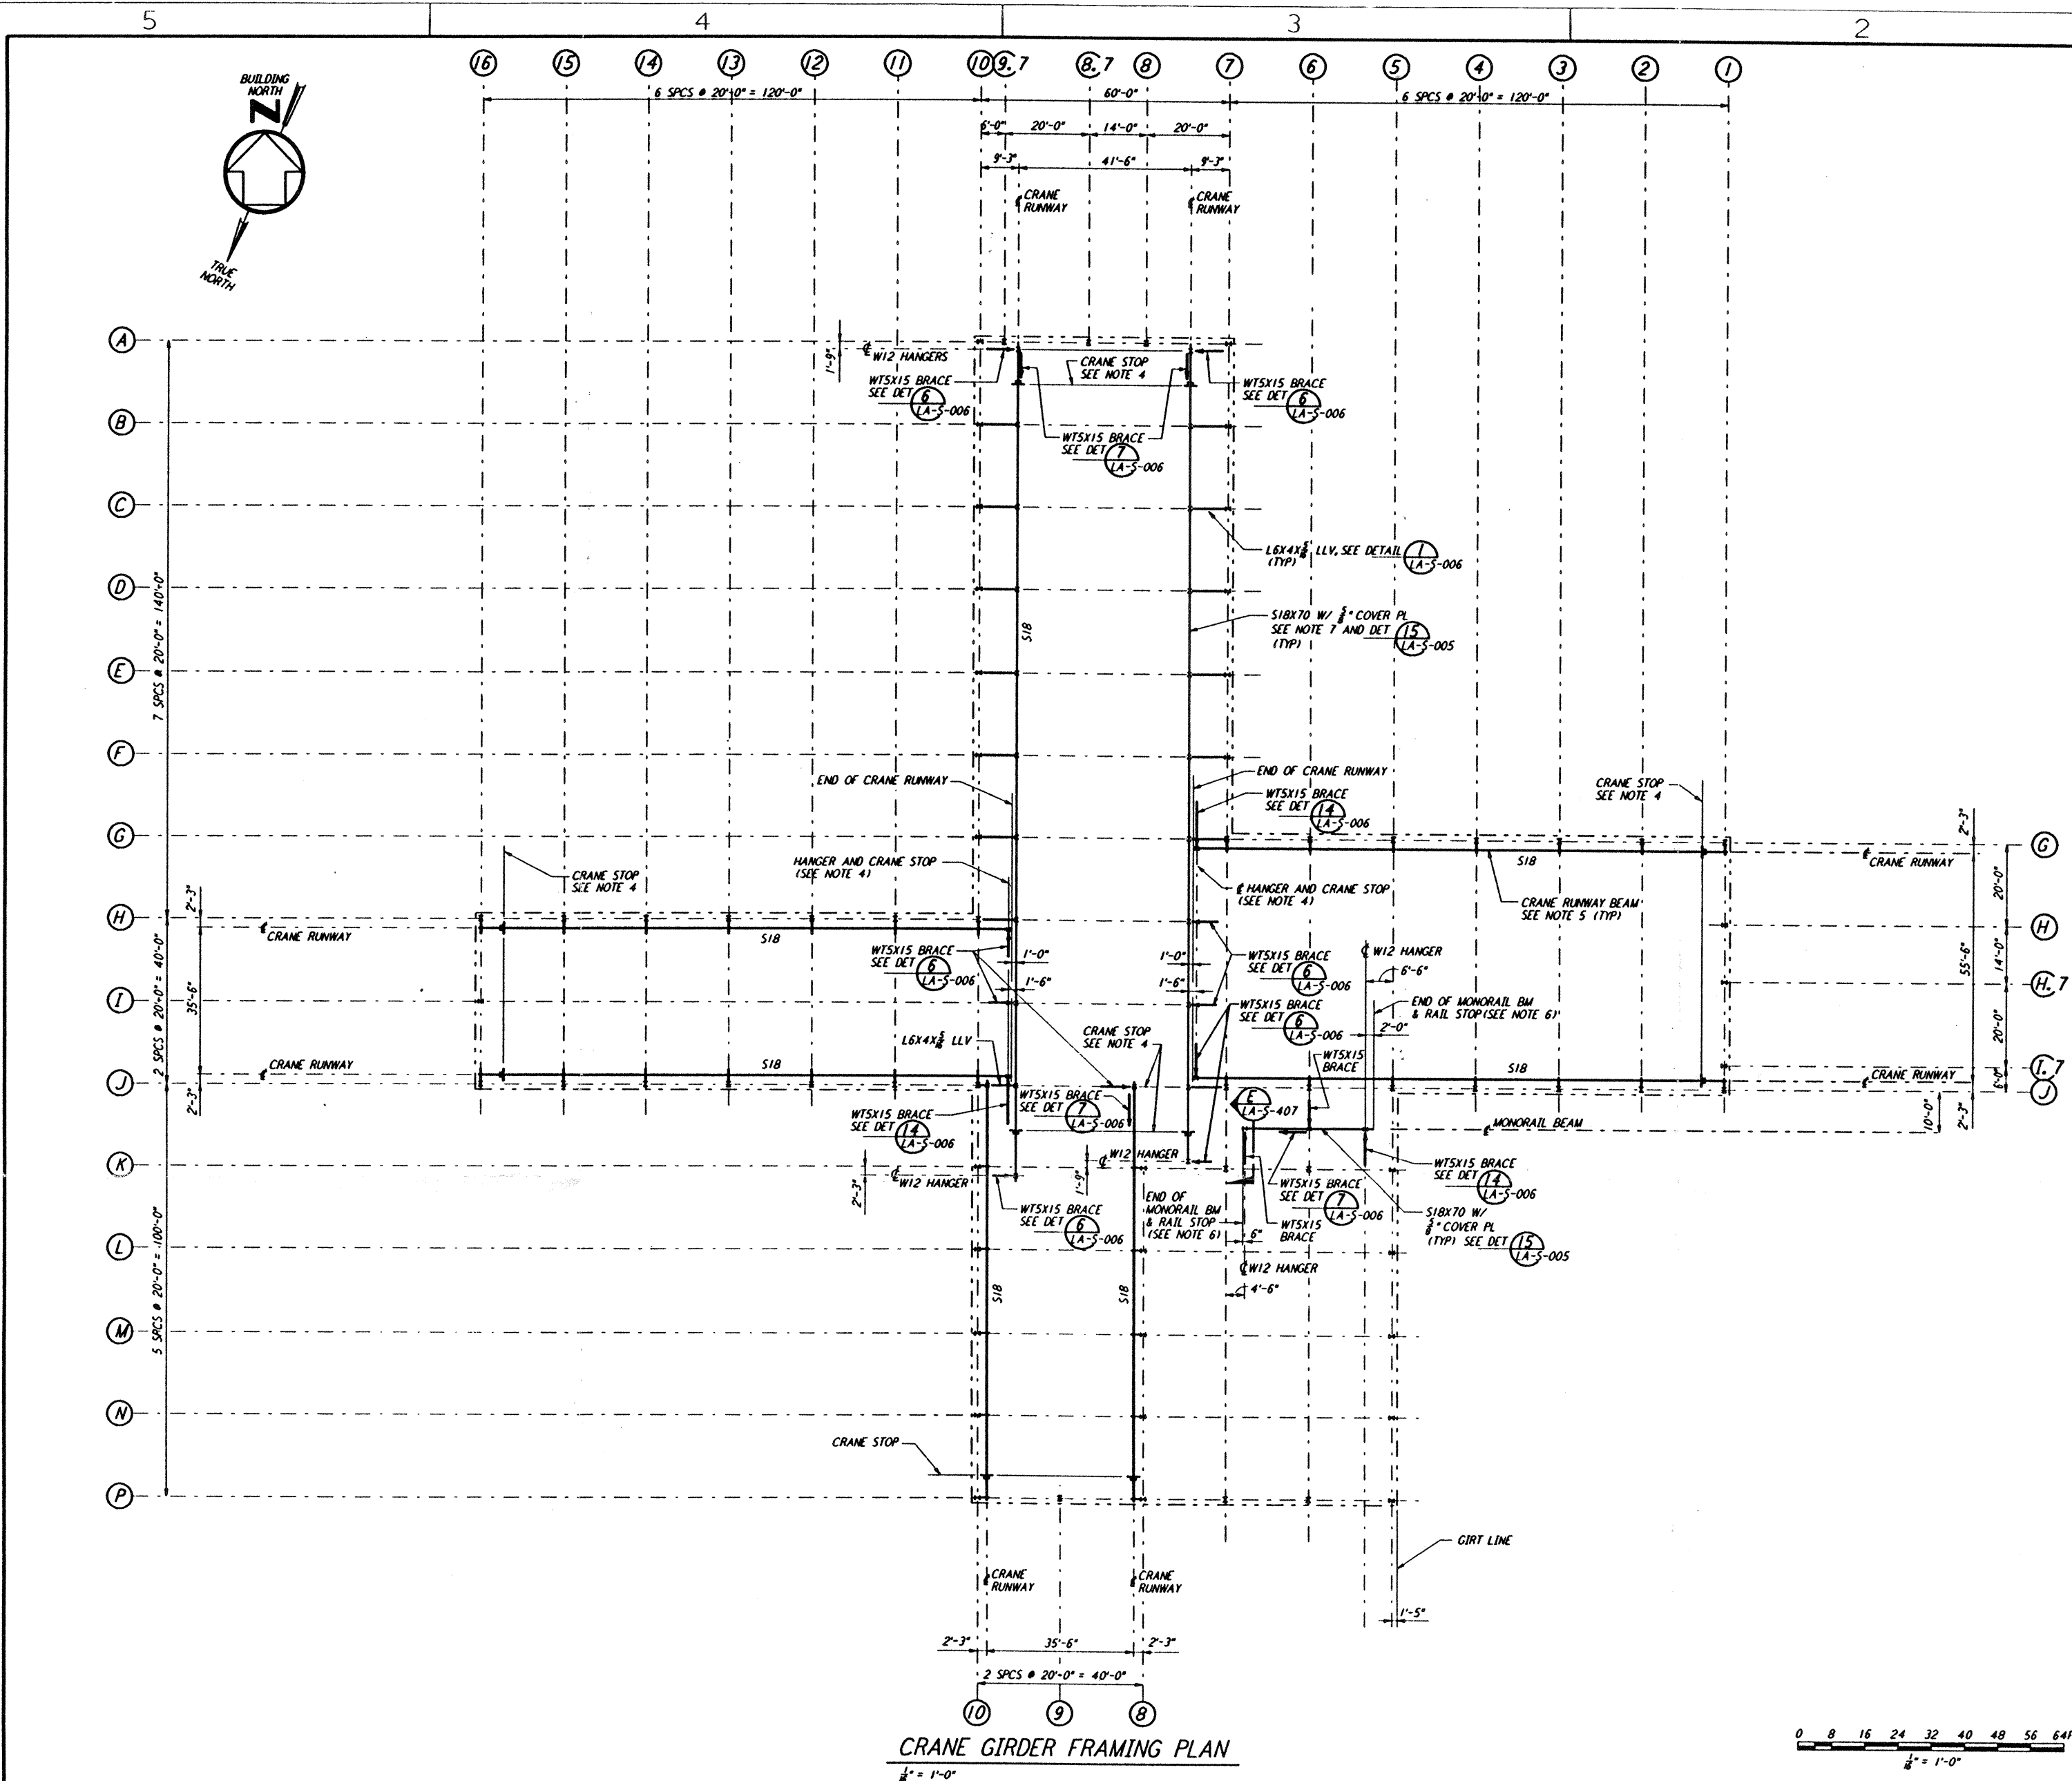 5 4 3 2
BUILDING
NORTH
Z
TRUE
NORTH
16 15 14 13 12 11 10 9.7 8.7 8 7 6 5 4 3 2 1
6 SPCS @ 20'-0" = 120'-0" 60'-0" 6 SPCS @ 20'-0" = 120'-0"
6'-0" 20'-0" 14'-0" 20'-0"
9'-3" 41'-6" 9'-3"
℄ CRANE
RUNWAY
℄ CRANE
RUNWAY
A
B
C
D
E
F
G
H
I
J
K
L
M
N
P
7 SPCS @ 20'-0" = 140'-0"
2 SPCS @ 20'-0" = 40'-0"
5 SPCS @ 20'-0" = 100'-0"
1'-9"
℄ W12 HANGERS
WT5X15 BRACE
SEE DET 6
LA-S-006
CRANE STOP
SEE NOTE 4
WT5X15 BRACE
SEE DET 6
LA-S-006
WT5X15 BRACE
SEE DET 7
LA-S-006
L6X4X5/16 LLV, SEE DETAIL 1
(TYP) LA-S-006
S18
S18X70 W/ 5/8" COVER PL
SEE NOTE 7 AND DET 15
(TYP) LA-S-005
END OF CRANE RUNWAY
END OF CRANE RUNWAY
WT5X15 BRACE
SEE DET 14
LA-S-006
CRANE STOP
SEE NOTE 4
HANGER AND CRANE STOP
(SEE NOTE 4)
CRANE STOP
SEE NOTE 4
℄ HANGER AND CRANE STOP
(SEE NOTE 4)
S18
℄ CRANE RUNWAY
CRANE RUNWAY BEAM
SEE NOTE 5 (TYP)
2'-3"
35'-6"
2'-3"
℄ CRANE RUNWAY
S18
WT5X15 BRACE
SEE DET 6
LA-S-006
1'-0"
1'-6"
1'-0"
1'-6"
WT5X15 BRACE
SEE DET 6
LA-S-006
℄ W12 HANGER
6'-6"
END OF MONORAIL BM
& RAIL STOP (SEE NOTE 6)
2'-0"
WT5X15 BRACE
SEE DET 6
LA-S-006
CRANE STOP
SEE NOTE 4
L6X4X5/16 LLV
℄ CRANE RUNWAY
S18
WT5X15
BRACE
S18
℄ CRANE RUNWAY
G
H
H.7
I.7
J
2'-3"
20'-0"
14'-0"
20'-0"
6'-0"
55'-6"
2'-3"
10'-0"
WT5X15 BRACE
SEE DET 14
LA-S-006
WT5X15 BRACE
SEE DET 7
LA-S-006
E
LA-S-407
℄ MONORAIL BEAM
℄ W12 HANGER
1'-9"
2'-3"
℄ W12 HANGER
WT5X15 BRACE
SEE DET 6
LA-S-006
END OF
MONORAIL BM
& RAIL STOP
(SEE NOTE 6)
WT5X15 BRACE
SEE DET 7
LA-S-006
WT5X15
BRACE
WT5X15 BRACE
SEE DET 14
LA-S-006
S18X70 W/
5/8" COVER PL
(TYP) SEE DET 15
LA-S-005
6"
℄ W12 HANGER
4'-6"
S18
S18
CRANE STOP
GIRT LINE
℄ CRANE
RUNWAY
℄ CRANE
RUNWAY
1'-5"
2'-3" 35'-6" 2'-3"
2 SPCS @ 20'-0" = 40'-0"
10 9 8
CRANE GIRDER FRAMING PLAN
1/16" = 1'-0"
0 8 16 24 32 40 48 56 64F
1/16" = 1'-0"